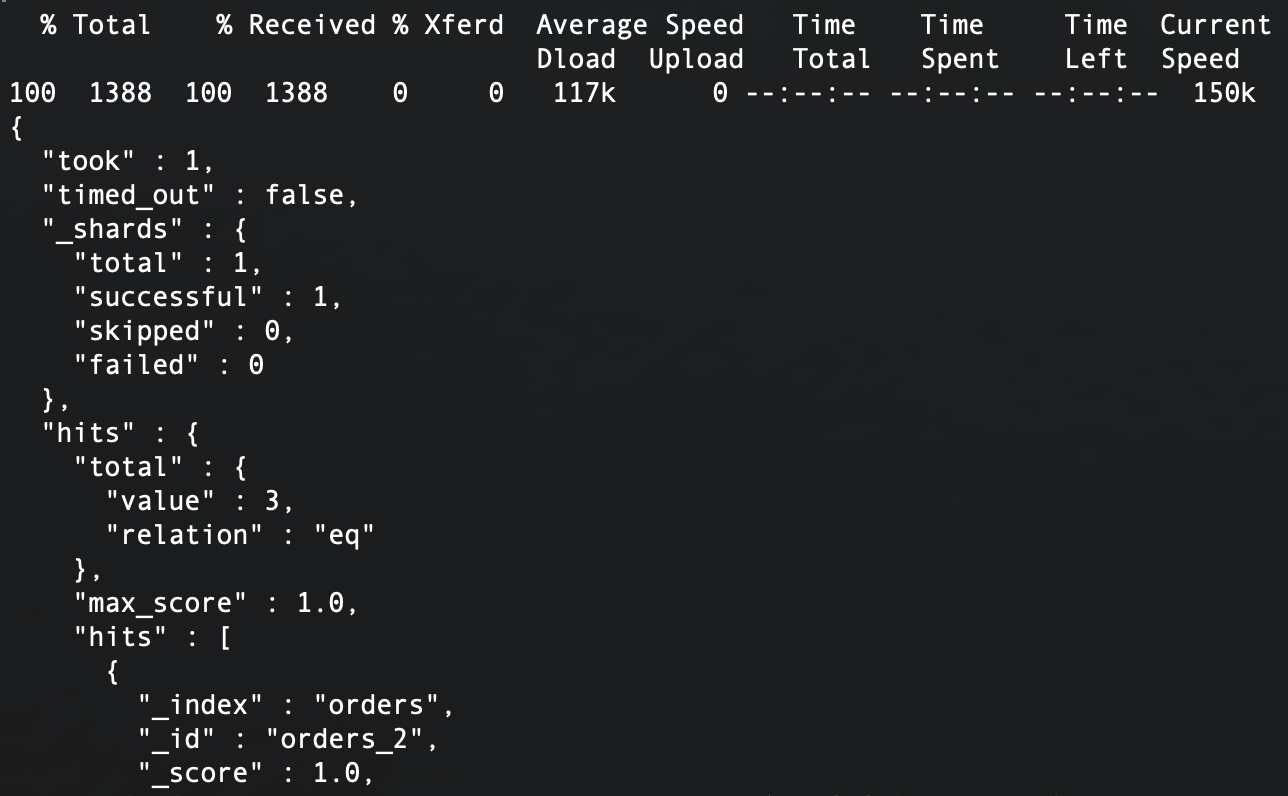 % Total    % Received % Xferd  Average Speed   Time    Time     Time  Current
                                 Dload  Upload   Total   Spent    Left  Speed
100  1388  100  1388    0     0   117k      0 --:--:-- --:--:-- --:--:--  150k
{
  "took" : 1,
  "timed_out" : false,
  "_shards" : {
    "total" : 1,
    "successful" : 1,
    "skipped" : 0,
    "failed" : 0
  },
  "hits" : {
    "total" : {
      "value" : 3,
      "relation" : "eq"
    },
    "max_score" : 1.0,
    "hits" : [
      {
        "_index" : "orders",
        "_id" : "orders_2",
        "_score" : 1.0,